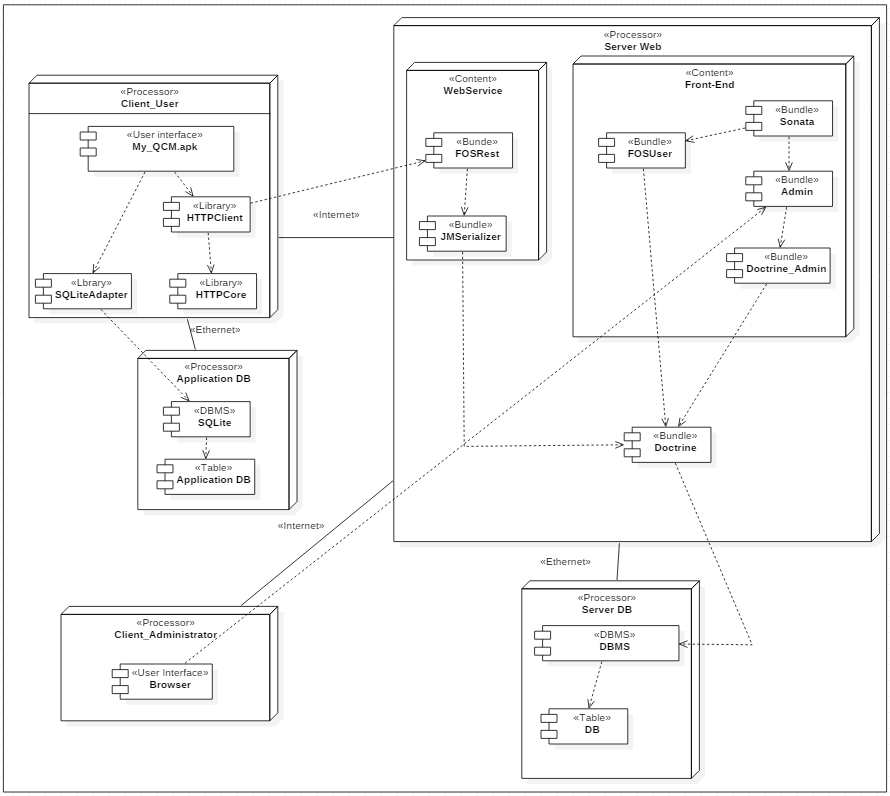 «Processor»
Server Web
«Content»
WebService
«Bunde»
FOSRest
«Bundle»
JMSerializer
«Content»
Front-End
«Bundle»
Sonata
«Bundle»
FOSUser
«Bundle»
Admin
«Bundle»
Doctrine_Admin
«Bundle»
Doctrine
«Processor»
Client_User
«User interface»
My_QCM.apk
«Library»
HTTPClient
«Lbrary»
SQLiteAdapter
«Library»
HTTPCore
«Internet»
«Ethernet»
«Processor»
Application DB
«DBMS»
SQLite
«Table»
Application DB
«Internet»
«Ethernet»
«Processor»
Client_Administrator
«User Interface»
Browser
«Processor»
Server DB
«DBMS»
DBMS
«Table»
DB